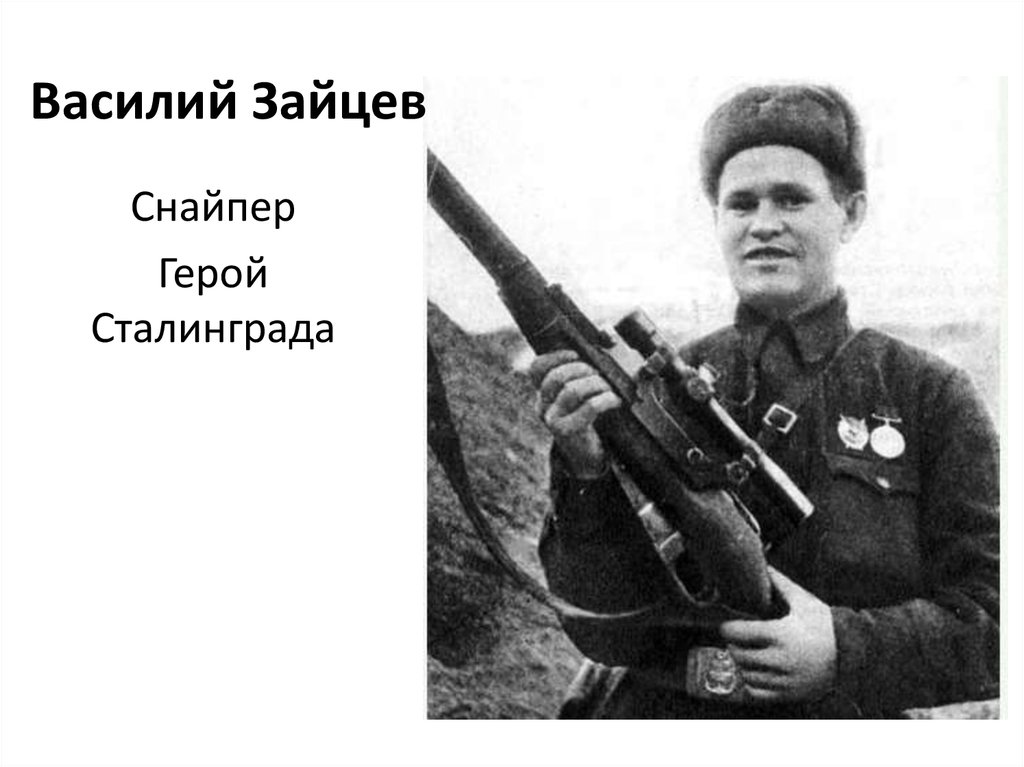 Василий Зайцев
Снайпер
Герой
Сталинграда